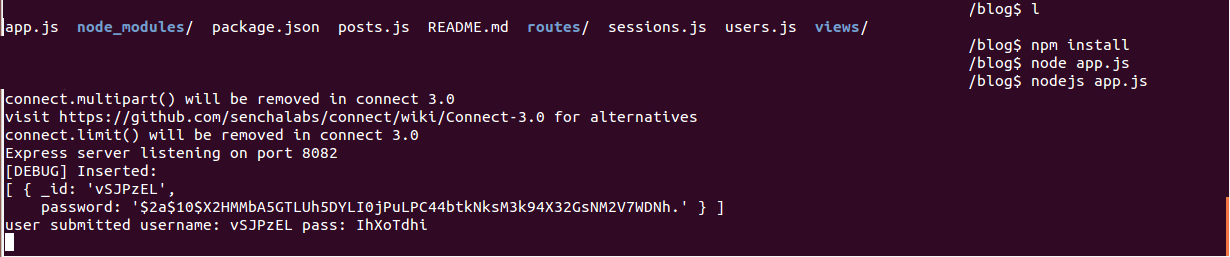 /blog$ l
app.js node_modules/ package.json posts.js README.md routes/ sessions.js users.js views/
/blog$ npm install
/blog$ node app.js
/blog$ nodejs app.js
connect.multipart() will be removed in connect 3.0
visit https://github.com/senchalabs/connect/wiki/Connect-3.0 for alternatives
connect.limit() will be removed in connect 3.0
Express server listening on port 8082
[DEBUG] Inserted:
[ { _id: 'vSJPzEL',
password: '$2a$10$X2HMMbA5GTLUh5DYLI0jPuLPC44btkNksM3k94X32GsNM2V7WDNh.' } ]
user submitted username: vSJPzEL pass: IhXoTdhi